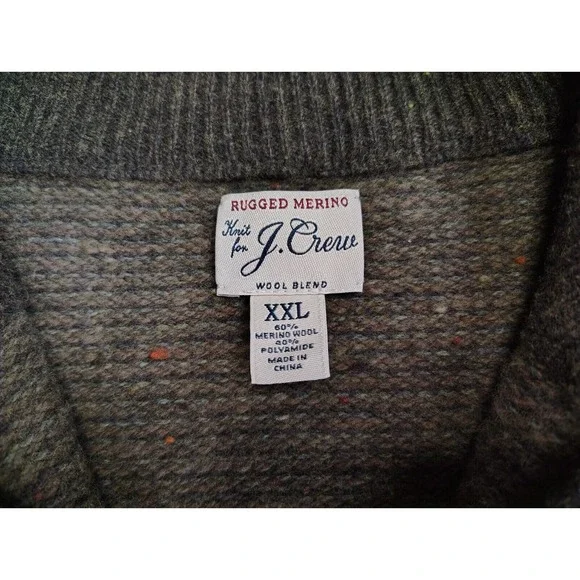 RUGGED MERINO
Knit for J.Crew
WOOL BLEND
XXL
60%
MERINO WOOL
40%
POLYAMIDE
MADE IN
CHINA